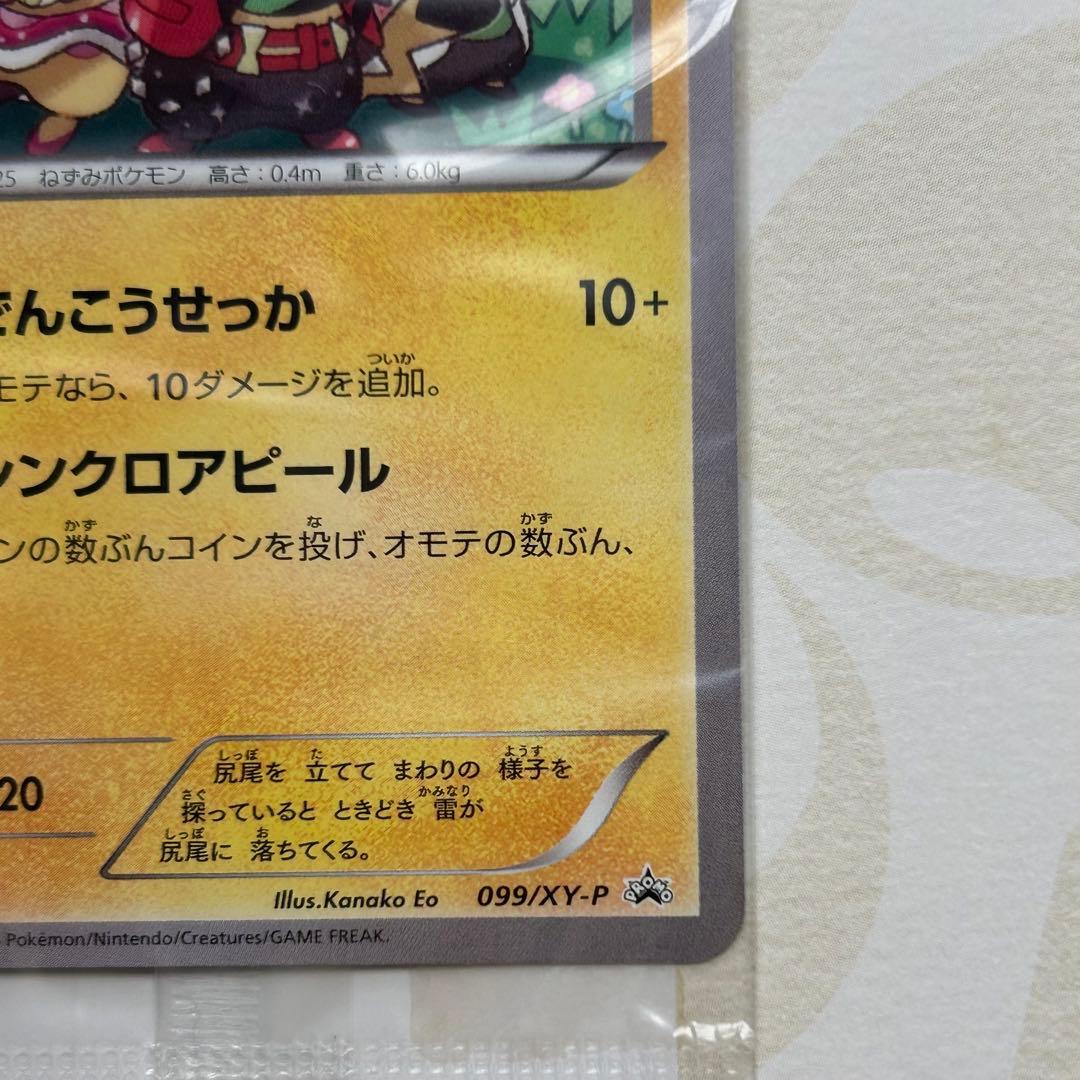 25 ねずみポケモン 高さ：0.4m 重さ：6.0kg
でんこうせっか 10+
モテなら、10ダメージを追加。
シンクロアピール
ンの数ぶんコインを投げ、オモテの数ぶん、
20
尻尾を 立てて まわりの 様子を
探っていると ときどき 雷が
尻尾に 落ちてくる。
Illus.Kanako Eo 099/XY-P PROMO
Pokémon/Nintendo/Creatures/GAME FREAK.